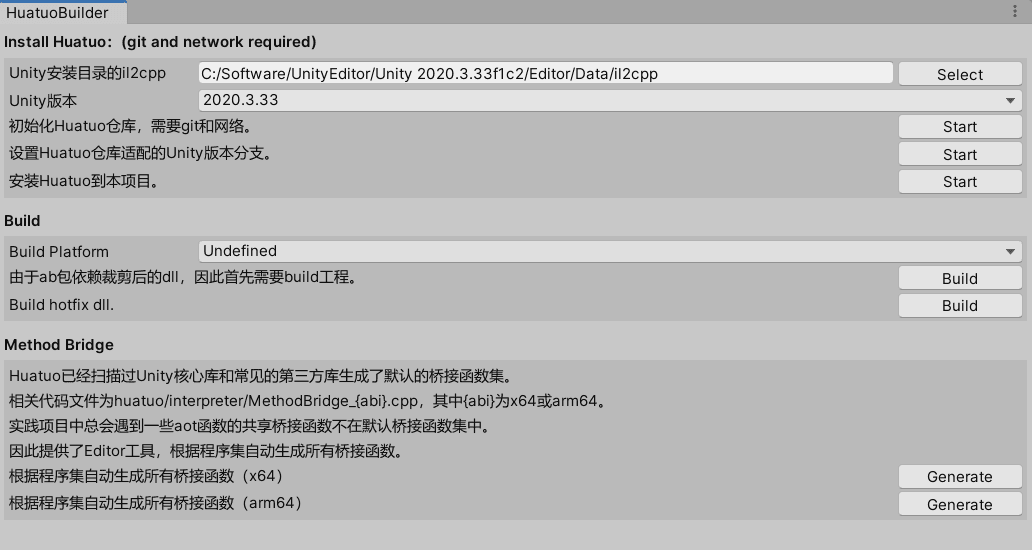 HuatuoBuilder
Install Huatuo：(git and network required)
Unity安装目录的il2cpp C:/Software/UnityEditor/Unity 2020.3.33f1c2/Editor/Data/il2cpp Select
Unity版本 2020.3.33
初始化Huatuo仓库，需要git和网络。 Start
设置Huatuo仓库适配的Unity版本分支。 Start
安装Huatuo到本项目。 Start
Build
Build Platform Undefined
由于ab包依赖裁剪后的dll，因此首先需要build工程。 Build
Build hotfix dll. Build
Method Bridge
Huatuo已经扫描过Unity核心库和常见的第三方库生成了默认的桥接函数集。
相关代码文件为huatuo/interpreter/MethodBridge_{abi}.cpp，其中{abi}为x64或arm64。
实践项目中总会遇到一些aot函数的共享桥接函数不在默认桥接函数集中。
因此提供了Editor工具，根据程序集自动生成所有桥接函数。
根据程序集自动生成所有桥接函数（x64） Generate
根据程序集自动生成所有桥接函数（arm64） Generate